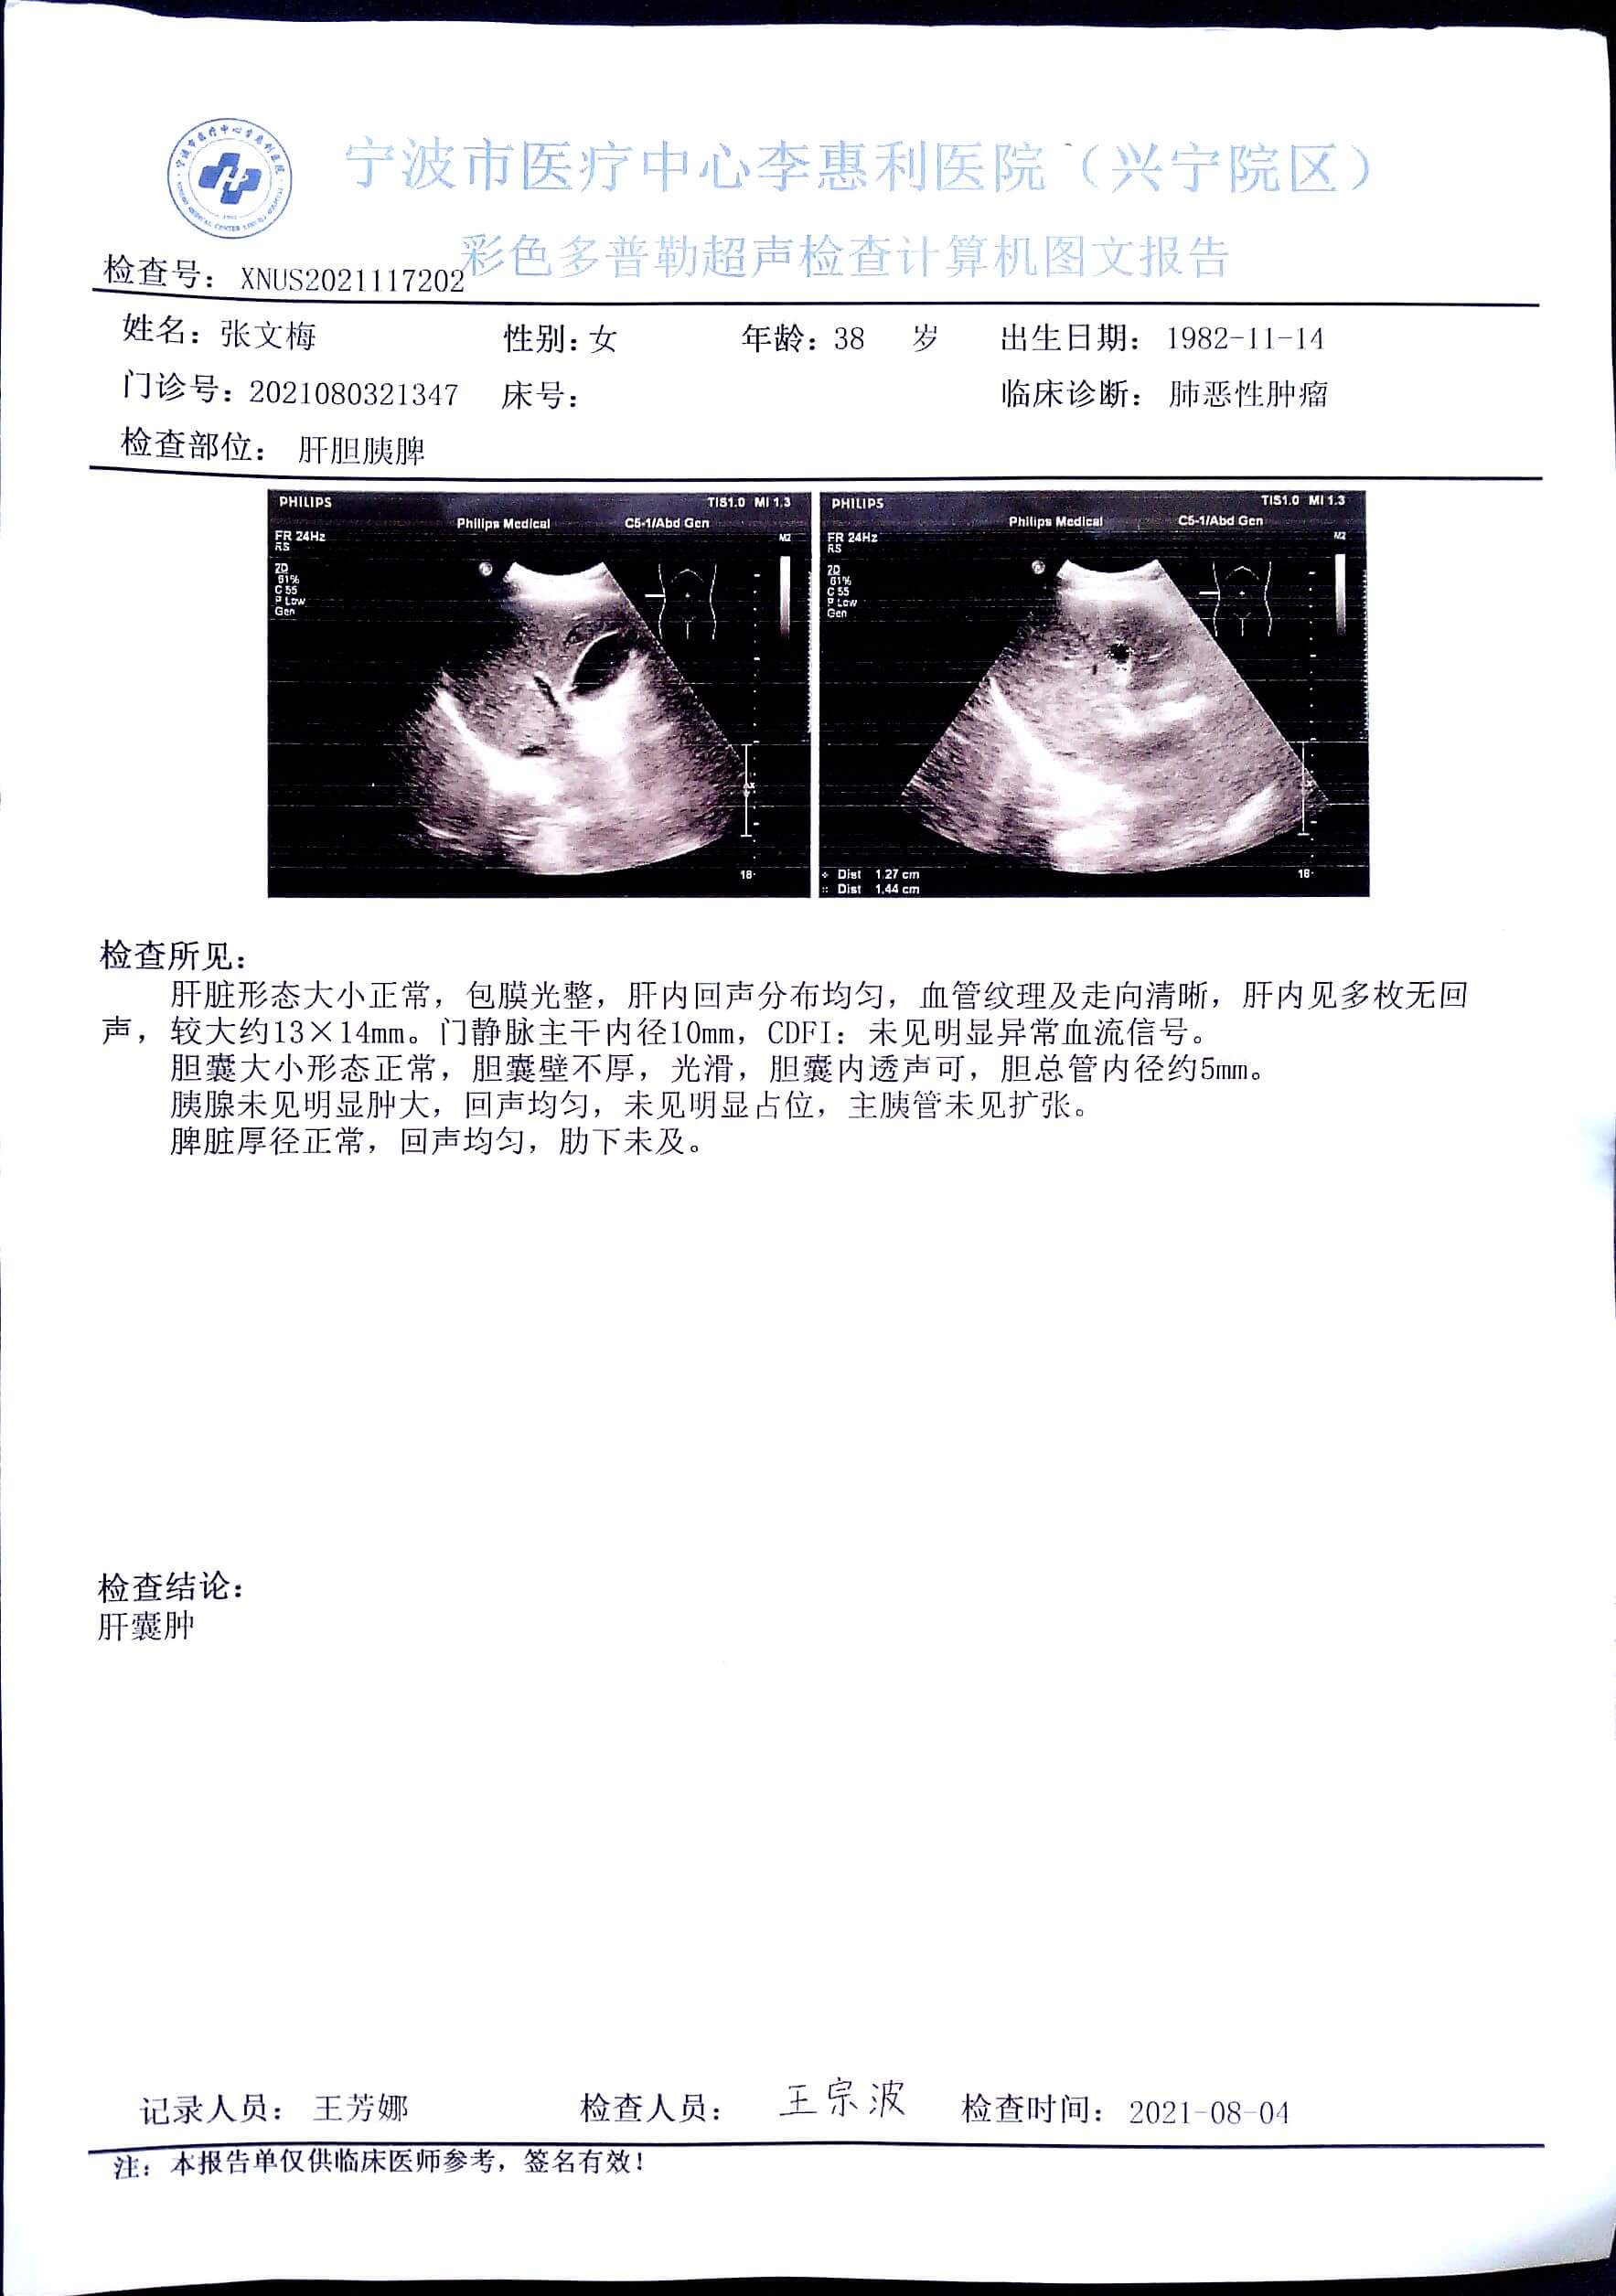 宁波市医疗中心李惠利医院（兴宁院区）
彩色多普勒超声检查计算机图文报告
检查号： XNUS2021117202
姓名：张文梅 性别：女 年龄：38 岁 出生日期： 1982-11-14
门诊号：2021080321347 床号： 临床诊断： 肺恶性肿瘤
检查部位： 肝胆胰脾
PHILIPS TIS1.0 MI 1.3
Philips Medical C5-1/Abd Gen
FR 24Hz
RS
M2
2D
61%
C 55
P Low
Gen
18
PHILIPS TIS1.0 MI 1.3
Philips Medical C5-1/Abd Gen
FR 24Hz
RS
M2
2D
61%
C 55
P Low
Gen
18
Dist 1.27 cm
Dist 1.44 cm
检查所见：
肝脏形态大小正常，包膜光整，肝内回声分布均匀，血管纹理及走向清晰，肝内见多枚无回
声，较大约13×14mm。门静脉主干内径10mm，CDFI：未见明显异常血流信号。
胆囊大小形态正常，胆囊壁不厚，光滑，胆囊内透声可，胆总管内径约5mm。
胰腺未见明显肿大，回声均匀，未见明显占位，主胰管未见扩张。
脾脏厚径正常，回声均匀，肋下未及。
检查结论：
肝囊肿
记录人员： 王芳娜 检查人员： 王宗波 检查时间： 2021-08-04
注：本报告单仅供临床医师参考，签名有效！